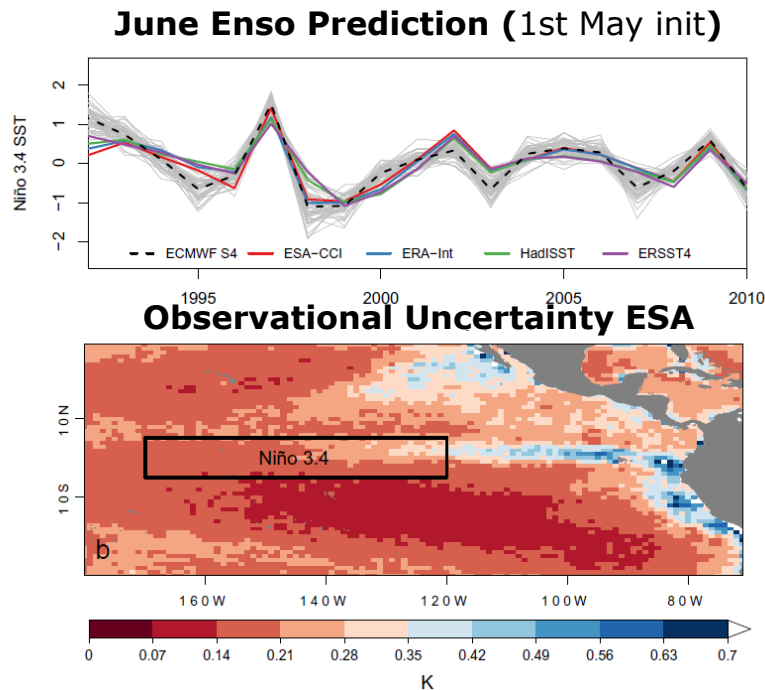 June Enso Prediction (1st May init)
Niño 3.4 SST
2
1
0
−1
−2
ECMWF S4 ESA−CCI ERA−Int HadISST ERSST4
1995 2000 2005 2010
Observational Uncertainty ESA
10N
10S
Niño 3.4
b
160W 140W 120W 100W 80W
0 0.07 0.14 0.21 0.28 0.35 0.42 0.49 0.56 0.63 0.7
K